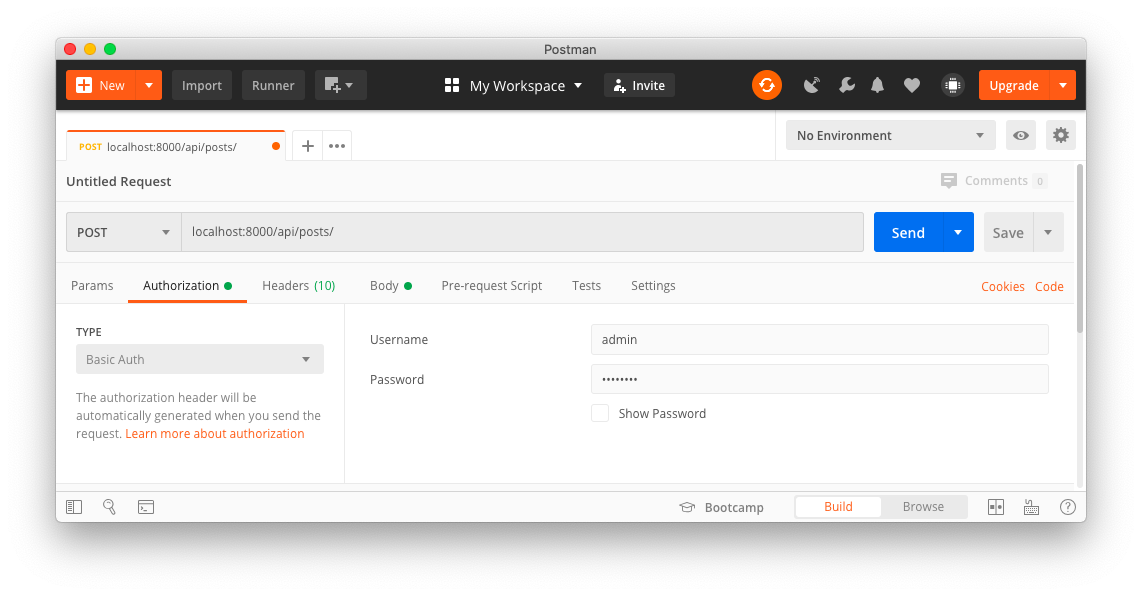 Postman
New Import Runner My Workspace Invite Upgrade
POST localhost:8000/api/posts/ No Environment
Untitled Request Comments 0
POST localhost:8000/api/posts/ Send Save
Params Authorization Headers (10) Body Pre-request Script Tests Settings Cookies Code
TYPE
Basic Auth
The authorization header will be
automatically generated when you send the
request. Learn more about authorization
Username admin
Password ••••••••
Show Password
Bootcamp Build Browse